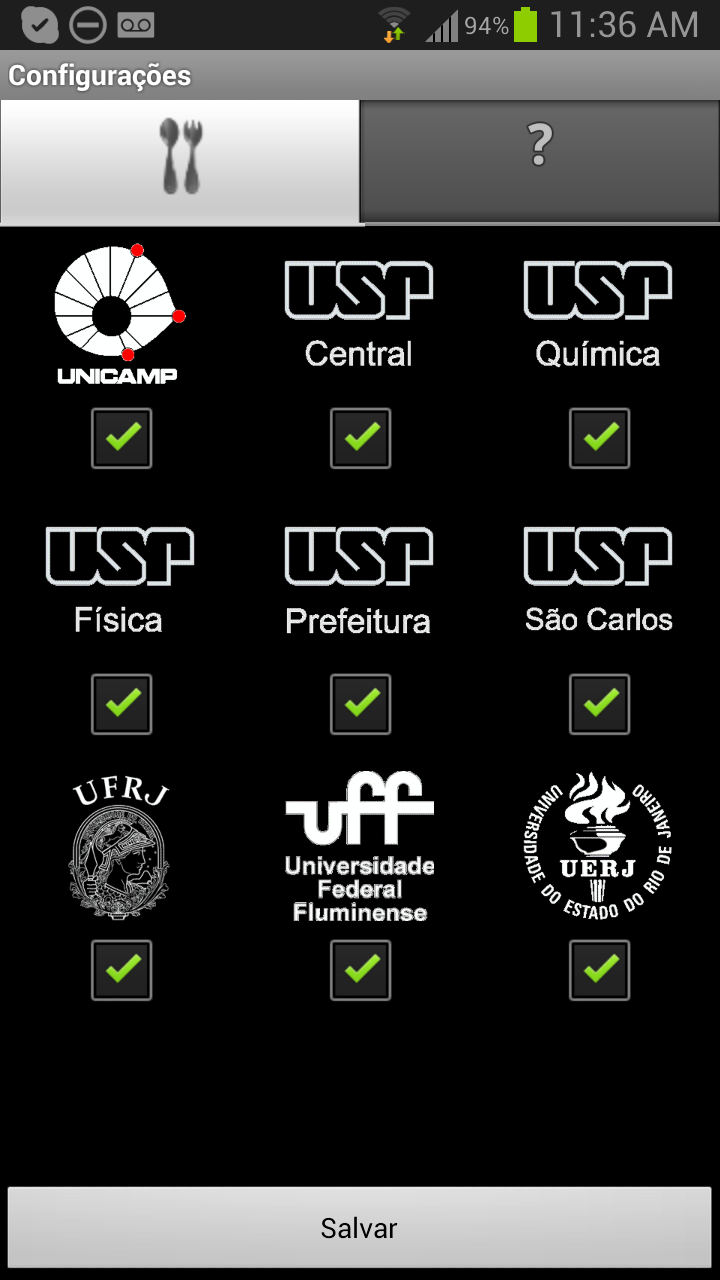 94% 11:36 AM
Configurações
?
UNICAMP
USP
Central
USP
Química
USP
Física
USP
Prefeitura
USP
São Carlos
UFRJ
uff
Universidade
Federal
Fluminense
UNIVERSIDADE DO ESTADO DO RIO DE JANEIRO
UERJ
Salvar